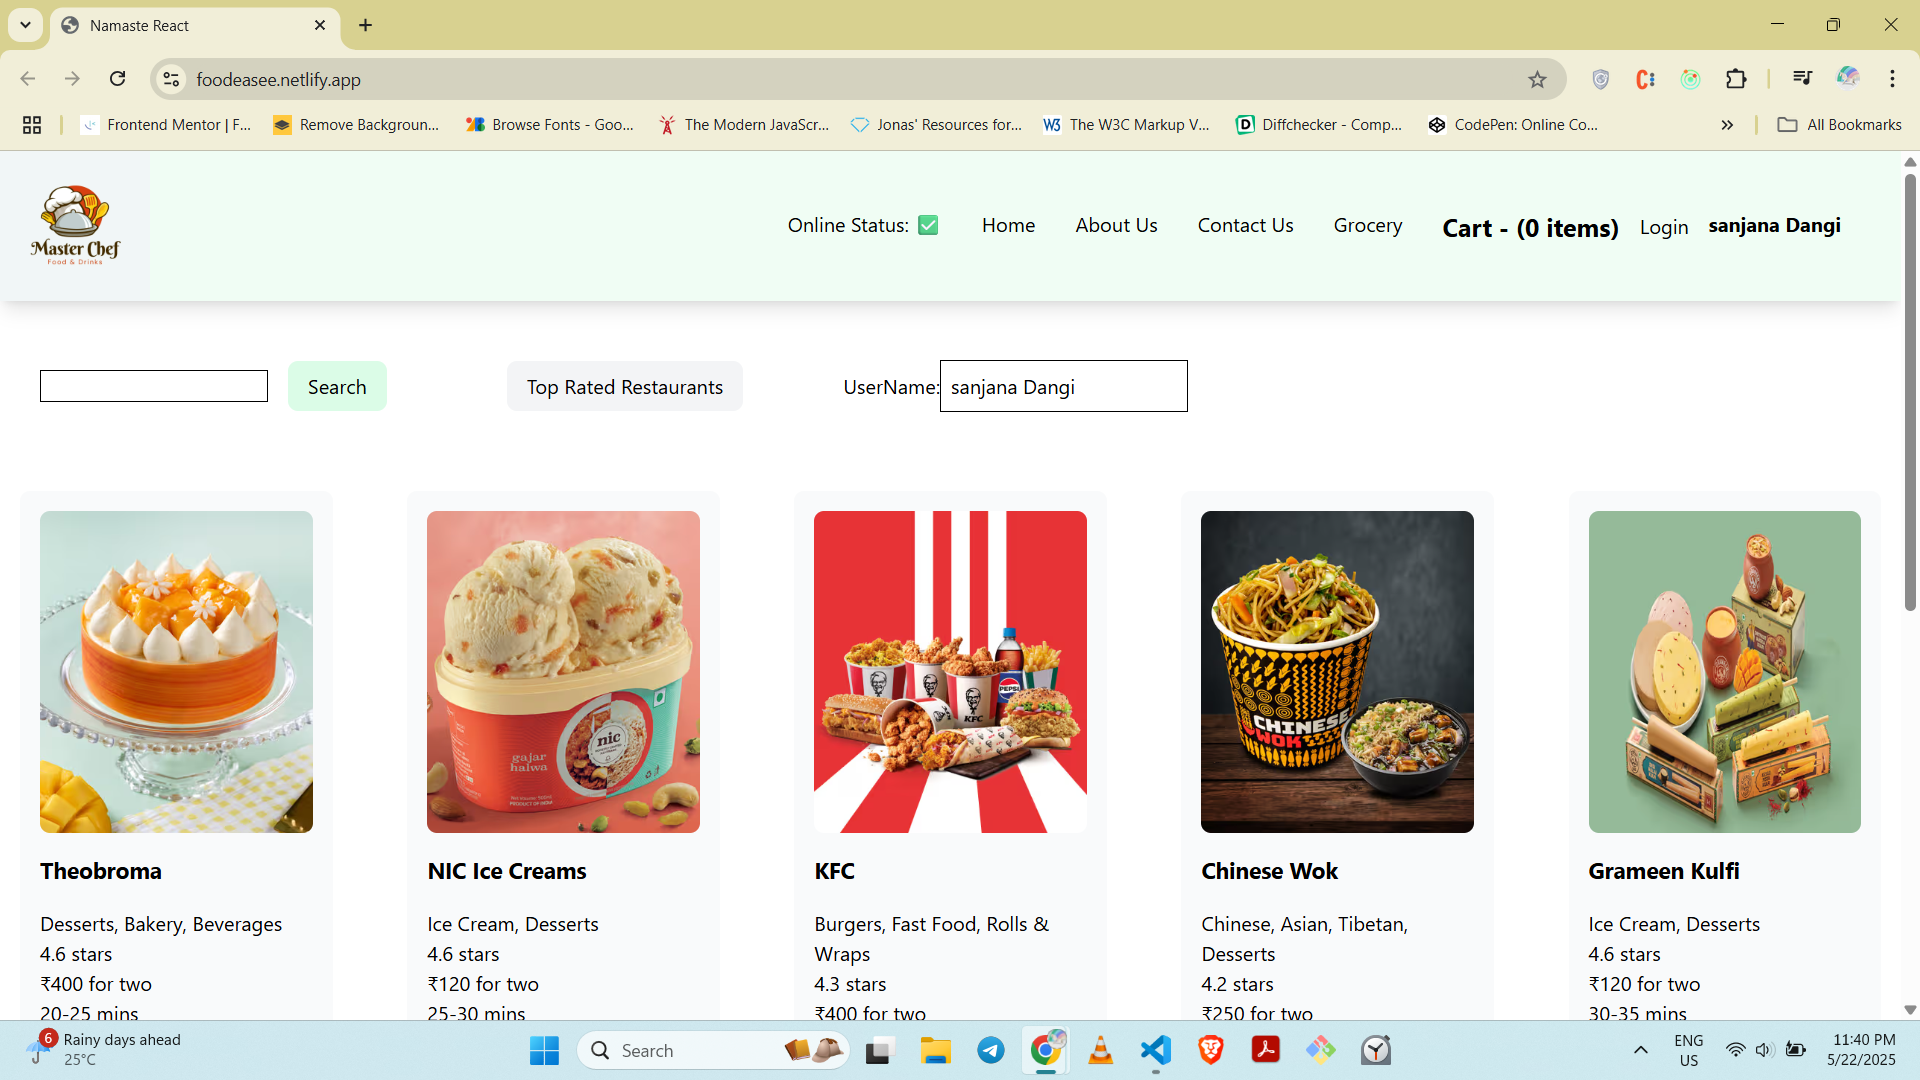 Namaste React
foodeasee.netlify.app
Frontend Mentor | F...
Remove Backgroun...
Browse Fonts - Goo...
The Modern JavaScr...
Jonas' Resources for...
W3 The W3C Markup V...
D Diffchecker - Comp...
CodePen: Online Co...
All Bookmarks
Master Chef
Food & Drinks
Online Status: ✅
Home
About Us
Contact Us
Grocery
Cart - (0 items)
Login
sanjana Dangi
Search
Top Rated Restaurants
UserName:
sanjana Dangi
gajar
halwa
nic
PRODUCT OF INDIA
PEPSI
KFC
CHINESE
WOK
Theobroma
NIC Ice Creams
KFC
Chinese Wok
Grameen Kulfi
Desserts, Bakery, Beverages
4.6 stars
₹400 for two
20-25 mins
Ice Cream, Desserts
4.6 stars
₹120 for two
25-30 mins
Burgers, Fast Food, Rolls &
Wraps
4.3 stars
₹400 for two
Chinese, Asian, Tibetan,
Desserts
4.2 stars
₹250 for two
Ice Cream, Desserts
4.6 stars
₹120 for two
30-35 mins
6
Rainy days ahead
25°C
Search
ENG
US
11:40 PM
5/22/2025